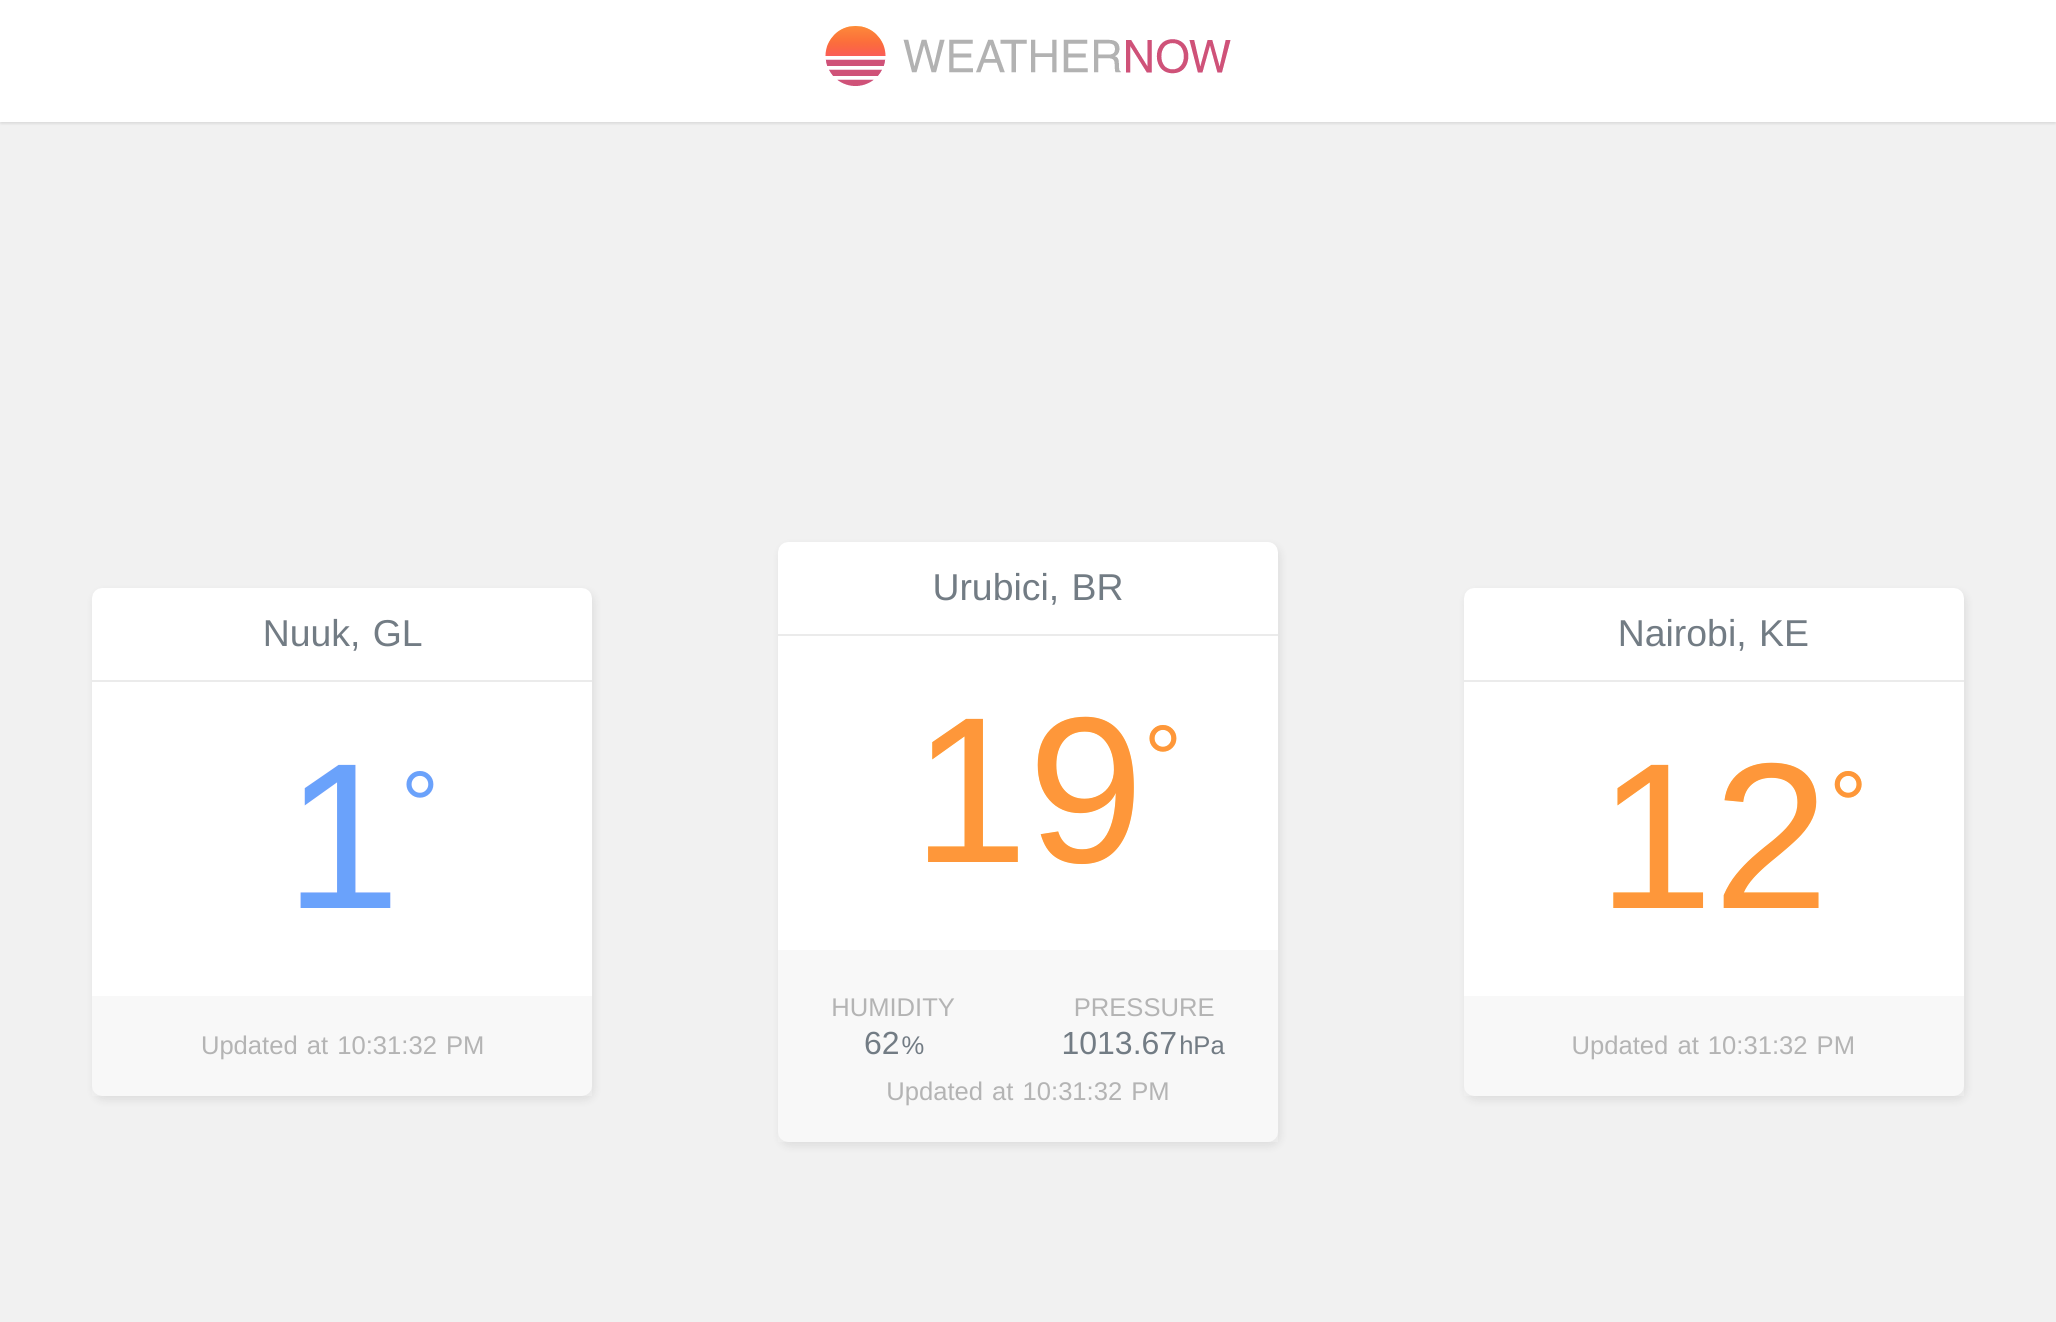 WEATHERNOW
Nuuk, GL
1°
Updated at 10:31:32 PM
Urubici, BR
19°
HUMIDITY
62%
PRESSURE
1013.67hPa
Updated at 10:31:32 PM
Nairobi, KE
12°
Updated at 10:31:32 PM